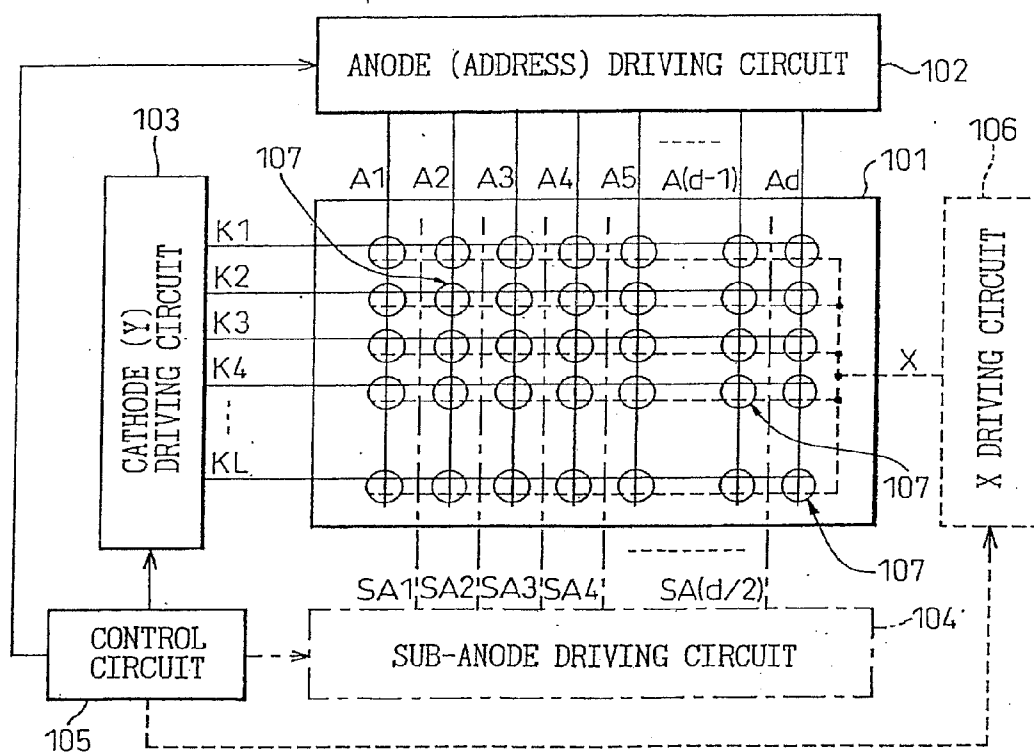 ANODE (ADDRESS) DRIVING CIRCUIT
102
103
106
107
101
A1 A2 A3 A4 A5 A(d-1) Ad
CATHODE (Y)
DRIVING CIRCUIT
K1
K2
K3
K4
KL
X
X DRIVING CIRCUIT
107
107
SA1 SA2 SA3 SA4 SA(d/2)
104
CONTROL
CIRCUIT
SUB-ANODE DRIVING CIRCUIT
105